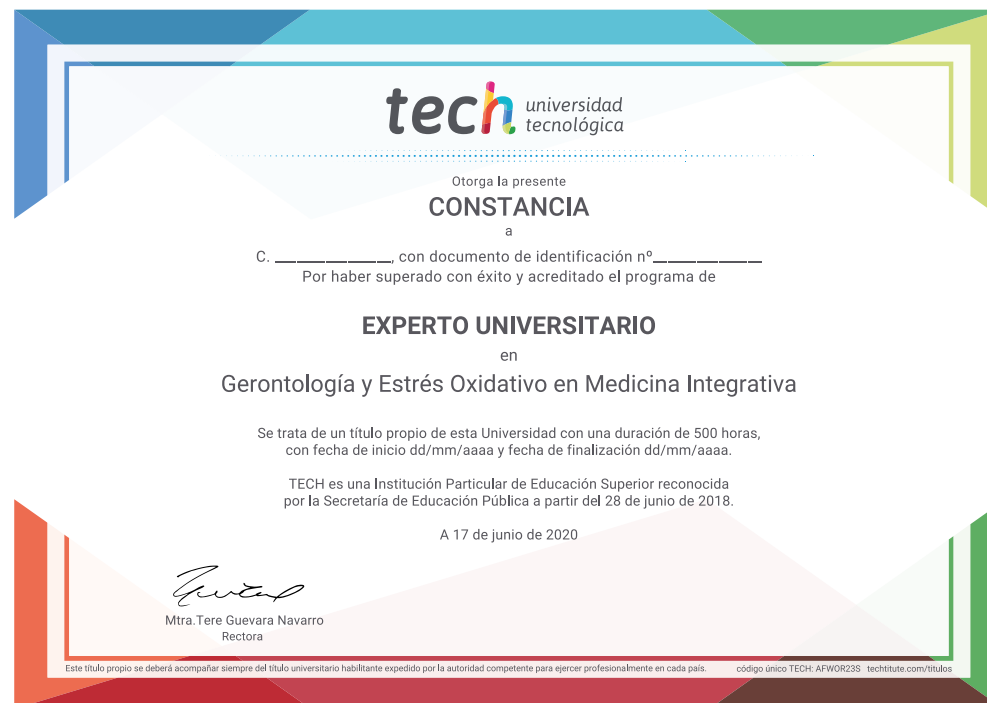 tech universidad
tecnológica
Otorga la presente
CONSTANCIA
a
C. ________________, con documento de identificación nº_______________
Por haber superado con éxito y acreditado el programa de
EXPERTO UNIVERSITARIO
en
Gerontología y Estrés Oxidativo en Medicina Integrativa
Se trata de un título propio de esta Universidad con una duración de 500 horas,
con fecha de inicio dd/mm/aaaa y fecha de finalización dd/mm/aaaa.
TECH es una Institución Particular de Educación Superior reconocida
por la Secretaría de Educación Pública a partir del 28 de junio de 2018.
A 17 de junio de 2020
Mtra.Tere Guevara Navarro
Rectora
Este título propio se deberá acompañar siempre del título universitario habilitante expedido por la autoridad competente para ejercer profesionalmente en cada país. código único TECH: AFWOR23S techtitute.com/titulos